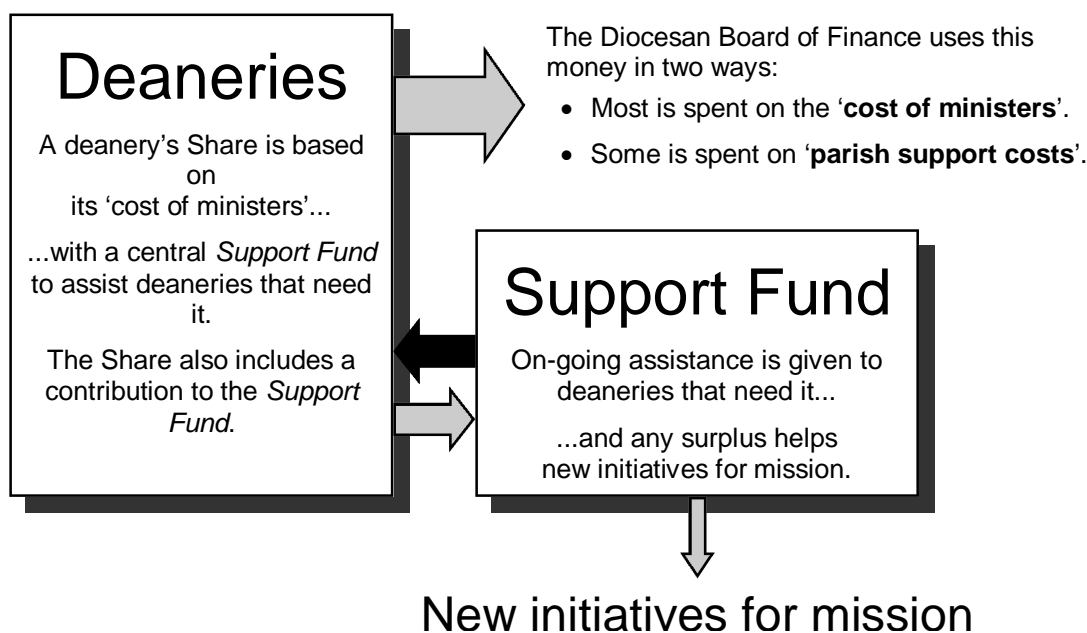 Deaneries
A deanery’s Share is based
on
its ‘cost of ministers’...
...with a central Support Fund
to assist deaneries that need
it.
The Share also includes a
contribution to the Support
Fund.
The Diocesan Board of Finance uses this
money in two ways:
• Most is spent on the ‘cost of ministers’.
• Some is spent on ‘parish support costs’.
Support Fund
On-going assistance is given to
deaneries that need it...
...and any surplus helps
new initiatives for mission.
New initiatives for mission